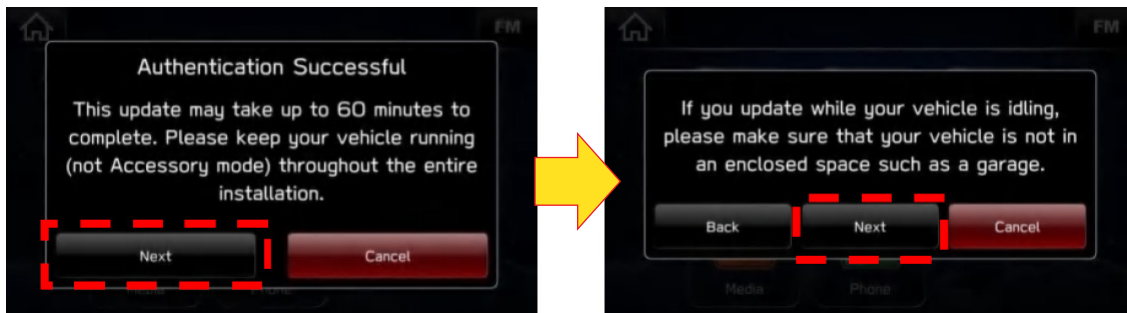 FM
Authentication Successful
This update may take up to 60 minutes to
complete. Please keep your vehicle running
(not Accessory mode) throughout the entire
installation.
Next
Cancel
Media
Phone
FM
If you update while your vehicle is idling,
please make sure that your vehicle is not in
an enclosed space such as a garage.
Back
Next
Cancel
Media
Phone